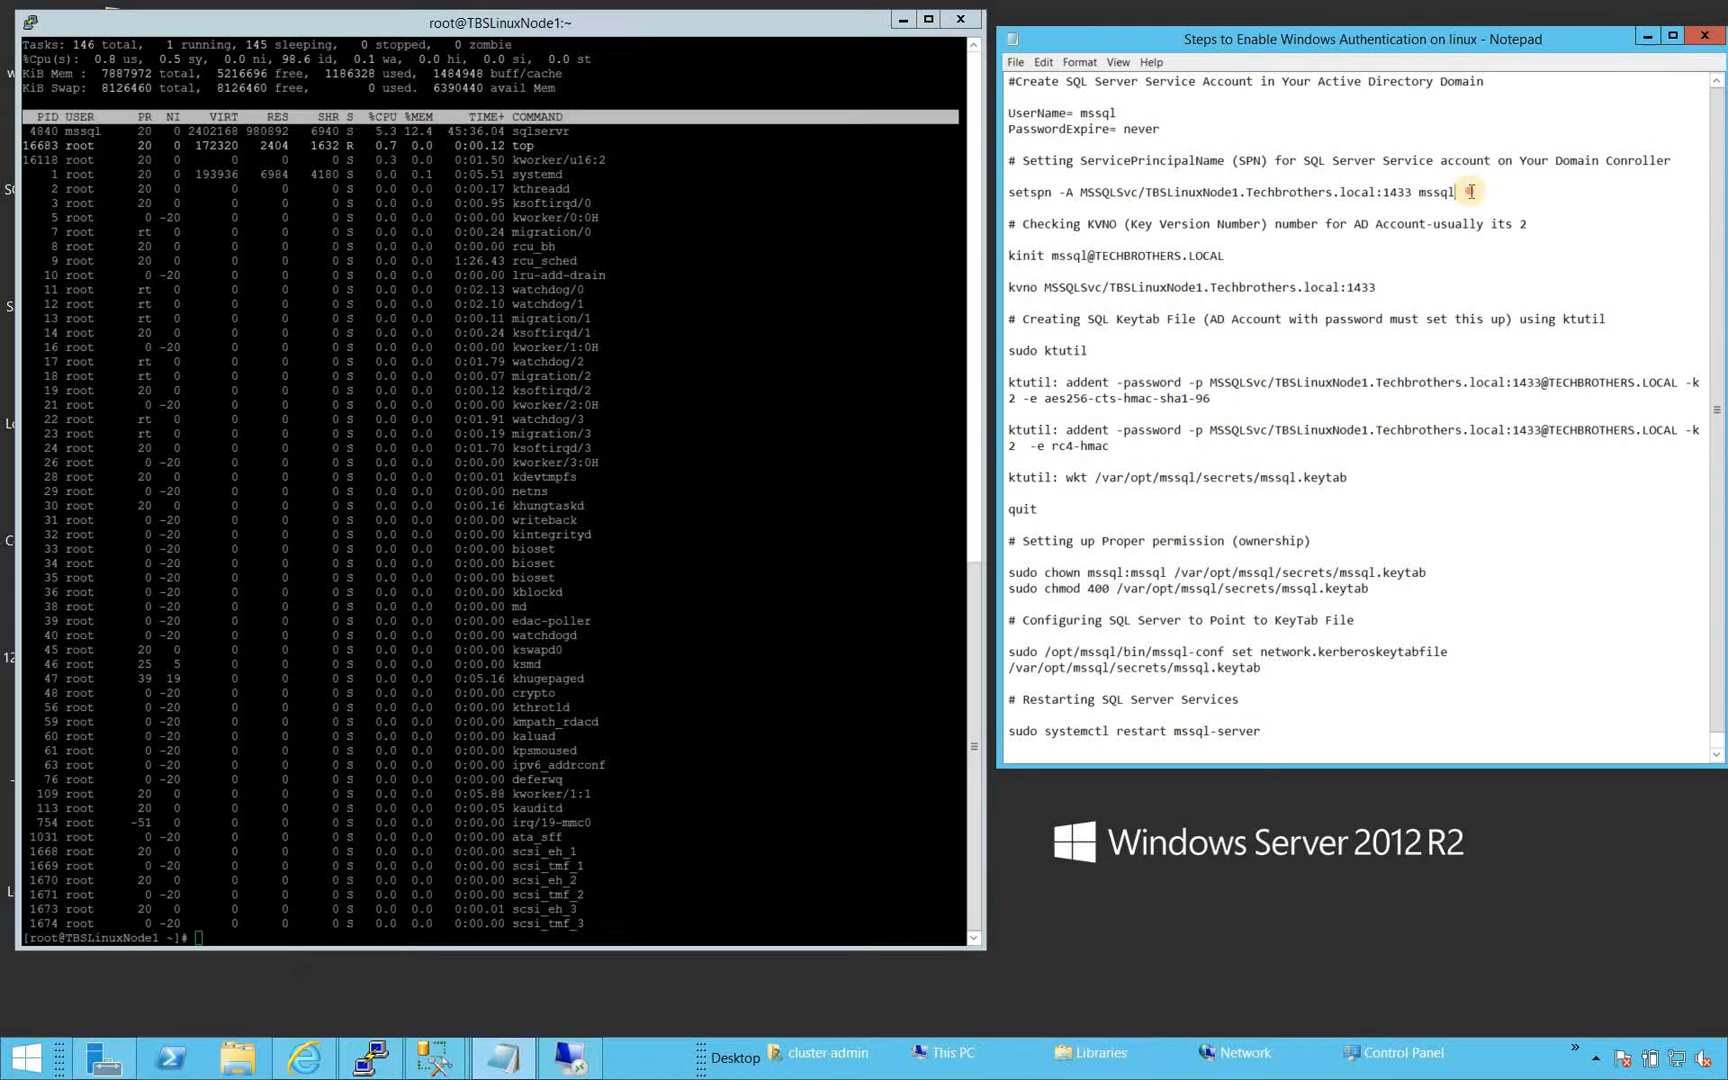 root@TBSLinuxNode1:~
Tasks: 146 total, 1 running, 145 sleeping, 0 stopped, 0 zombie
%Cpu(s): 0.8 us, 0.5 sy, 0.0 ni, 98.6 id, 0.1 wa, 0.0 hi, 0.0 si, 0.0 st
KiB Mem : 7887972 total, 5216696 free, 1186328 used, 1484948 buff/cache
KiB Swap: 8126460 total, 8126460 free, 0 used. 6390440 avail Mem
PID USER PR NI VIRT RES SHR S %CPU %MEM TIME+ COMMAND
4840 mssql 20 0 2402168 980892 6940 S 5.3 12.4 45:36.04 sqlservr
16683 root 20 0 172320 2404 1632 R 0.7 0.0 0:00.12 top
16118 root 20 0 0 0 0 S 0.3 0.0 0:01.50 kworker/u16:2
1 root 20 0 193936 6984 4180 S 0.0 0.1 0:05.51 systemd
2 root 20 0 0 0 0 S 0.0 0.0 0:00.17 kthreadd
3 root 20 0 0 0 0 S 0.0 0.0 0:00.95 ksoftirqd/0
5 root 0 -20 0 0 0 S 0.0 0.0 0:00.00 kworker/0:0H
7 root rt 0 0 0 0 S 0.0 0.0 0:00.24 migration/0
8 root 20 0 0 0 0 S 0.0 0.0 0:00.00 rcu_bh
9 root 20 0 0 0 0 S 0.0 0.0 1:26.43 rcu_sched
10 root 0 -20 0 0 0 S 0.0 0.0 0:00.00 lru-add-drain
11 root rt 0 0 0 0 S 0.0 0.0 0:02.13 watchdog/0
12 root rt 0 0 0 0 S 0.0 0.0 0:02.10 watchdog/1
13 root rt 0 0 0 0 S 0.0 0.0 0:00.11 migration/1
14 root 20 0 0 0 0 S 0.0 0.0 0:00.24 ksoftirqd/1
16 root 0 -20 0 0 0 S 0.0 0.0 0:00.00 kworker/1:0H
17 root rt 0 0 0 0 S 0.0 0.0 0:01.79 watchdog/2
18 root rt 0 0 0 0 S 0.0 0.0 0:00.07 migration/2
19 root 20 0 0 0 0 S 0.0 0.0 0:00.12 ksoftirqd/2
21 root 0 -20 0 0 0 S 0.0 0.0 0:00.00 kworker/2:0H
22 root rt 0 0 0 0 S 0.0 0.0 0:01.91 watchdog/3
23 root rt 0 0 0 0 S 0.0 0.0 0:00.19 migration/3
24 root 20 0 0 0 0 S 0.0 0.0 0:01.70 ksoftirqd/3
26 root 0 -20 0 0 0 S 0.0 0.0 0:00.00 kworker/3:0H
28 root 20 0 0 0 0 S 0.0 0.0 0:00.01 kdevtmpfs
29 root 0 -20 0 0 0 S 0.0 0.0 0:00.00 netns
30 root 20 0 0 0 0 S 0.0 0.0 0:00.16 khungtaskd
31 root 0 -20 0 0 0 S 0.0 0.0 0:00.00 writeback
32 root 0 -20 0 0 0 S 0.0 0.0 0:00.00 kintegrityd
33 root 0 -20 0 0 0 S 0.0 0.0 0:00.00 bioset
34 root 0 -20 0 0 0 S 0.0 0.0 0:00.00 bioset
35 root 0 -20 0 0 0 S 0.0 0.0 0:00.00 bioset
36 root 0 -20 0 0 0 S 0.0 0.0 0:00.00 kblockd
38 root 0 -20 0 0 0 S 0.0 0.0 0:00.00 md
39 root 0 -20 0 0 0 S 0.0 0.0 0:00.00 edac-poller
40 root 0 -20 0 0 0 S 0.0 0.0 0:00.00 watchdogd
45 root 20 0 0 0 0 S 0.0 0.0 0:00.00 kswapd0
46 root 25 5 0 0 0 S 0.0 0.0 0:00.00 ksmd
47 root 39 19 0 0 0 S 0.0 0.0 0:05.16 khugepaged
48 root 0 -20 0 0 0 S 0.0 0.0 0:00.00 crypto
56 root 0 -20 0 0 0 S 0.0 0.0 0:00.00 kthrotld
59 root 0 -20 0 0 0 S 0.0 0.0 0:00.00 kmpath_rdacd
60 root 0 -20 0 0 0 S 0.0 0.0 0:00.00 kaluad
61 root 0 -20 0 0 0 S 0.0 0.0 0:00.00 kpsmoused
63 root 0 -20 0 0 0 S 0.0 0.0 0:00.00 ipv6_addrconf
76 root 0 -20 0 0 0 S 0.0 0.0 0:00.00 deferwq
109 root 20 0 0 0 0 S 0.0 0.0 0:05.88 kworker/1:1
113 root 20 0 0 0 0 S 0.0 0.0 0:00.05 kauditd
754 root -51 0 0 0 0 S 0.0 0.0 0:00.00 irq/19-mmc0
1031 root 0 -20 0 0 0 S 0.0 0.0 0:00.00 ata_sff
1668 root 20 0 0 0 0 S 0.0 0.0 0:00.00 scsi_eh_1
1669 root 0 -20 0 0 0 S 0.0 0.0 0:00.00 scsi_tmf_1
1670 root 20 0 0 0 0 S 0.0 0.0 0:00.00 scsi_eh_2
1671 root 0 -20 0 0 0 S 0.0 0.0 0:00.00 scsi_tmf_2
1673 root 20 0 0 0 0 S 0.0 0.0 0:00.01 scsi_eh_3
1674 root 0 -20 0 0 0 S 0.0 0.0 0:00.00 scsi_tmf_3
[root@TBSLinuxNode1 ~]#
Steps to Enable Windows Authentication on linux - Notepad
File Edit Format View Help
#Create SQL Server Service Account in Your Active Directory Domain
UserName= mssql
PasswordExpire= never
# Setting ServicePrincipalName (SPN) for SQL Server Service account on Your Domain Conroller
setspn -A MSSQLSvc/TBSLinuxNode1.Techbrothers.local:1433 mssql
# Checking KVNO (Key Version Number) number for AD Account-usually its 2
kinit mssql@TECHBROTHERS.LOCAL
kvno MSSQLSvc/TBSLinuxNode1.Techbrothers.local:1433
# Creating SQL Keytab File (AD Account with password must set this up) using ktutil
sudo ktutil
ktutil: addent -password -p MSSQLSvc/TBSLinuxNode1.Techbrothers.local:1433@TECHBROTHERS.LOCAL -k
2 -e aes256-cts-hmac-sha1-96
ktutil: addent -password -p MSSQLSvc/TBSLinuxNode1.Techbrothers.local:1433@TECHBROTHERS.LOCAL -k
2 -e rc4-hmac
ktutil: wkt /var/opt/mssql/secrets/mssql.keytab
quit
# Setting up Proper permission (ownership)
sudo chown mssql:mssql /var/opt/mssql/secrets/mssql.keytab
sudo chmod 400 /var/opt/mssql/secrets/mssql.keytab
# Configuring SQL Server to Point to KeyTab File
sudo /opt/mssql/bin/mssql-conf set network.kerberoskeytabfile
/var/opt/mssql/secrets/mssql.keytab
# Restarting SQL Server Services
sudo systemctl restart mssql-server
Windows Server 2012 R2
Desktop cluster admin This PC Libraries Network Control Panel